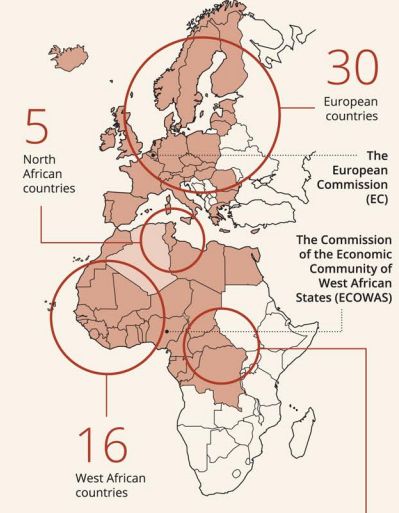 30
European
countries
5
North
African
countries
The
European
Commission
(EC)
The Commission
of the Economic
Community of
West African
States (ECOWAS)
16
West African
countries